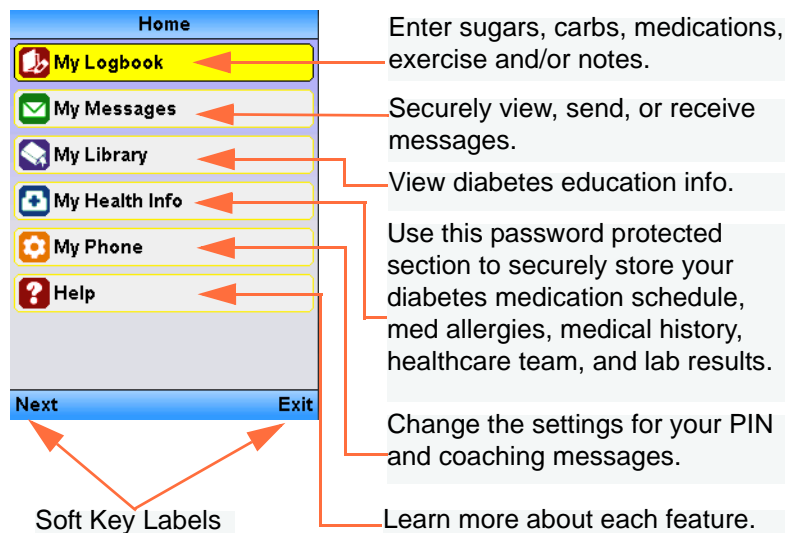 Home
My Logbook
My Messages
My Library
My Health Info
My Phone
Help
Next
Exit
Soft Key Labels
Enter sugars, carbs, medications,
exercise and/or notes.
Securely view, send, or receive
messages.
View diabetes education info.
Use this password protected
section to securely store your
diabetes medication schedule,
med allergies, medical history,
healthcare team, and lab results.
Change the settings for your PIN
and coaching messages.
Learn more about each feature.